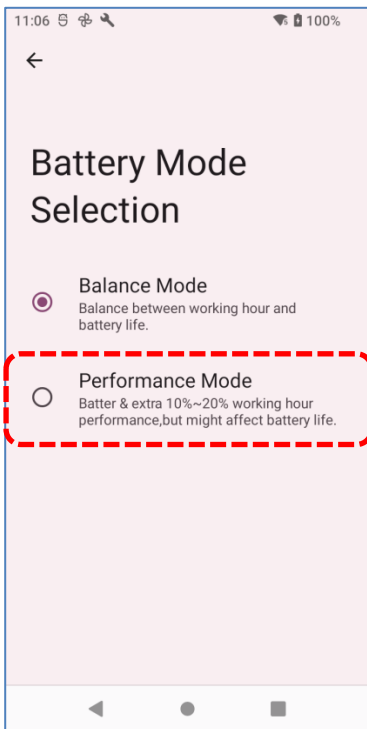 11:06 100%
Battery Mode
Selection
Balance Mode
Balance between working hour and
battery life.
Performance Mode
Batter & extra 10%~20% working hour
performance,but might affect battery life.